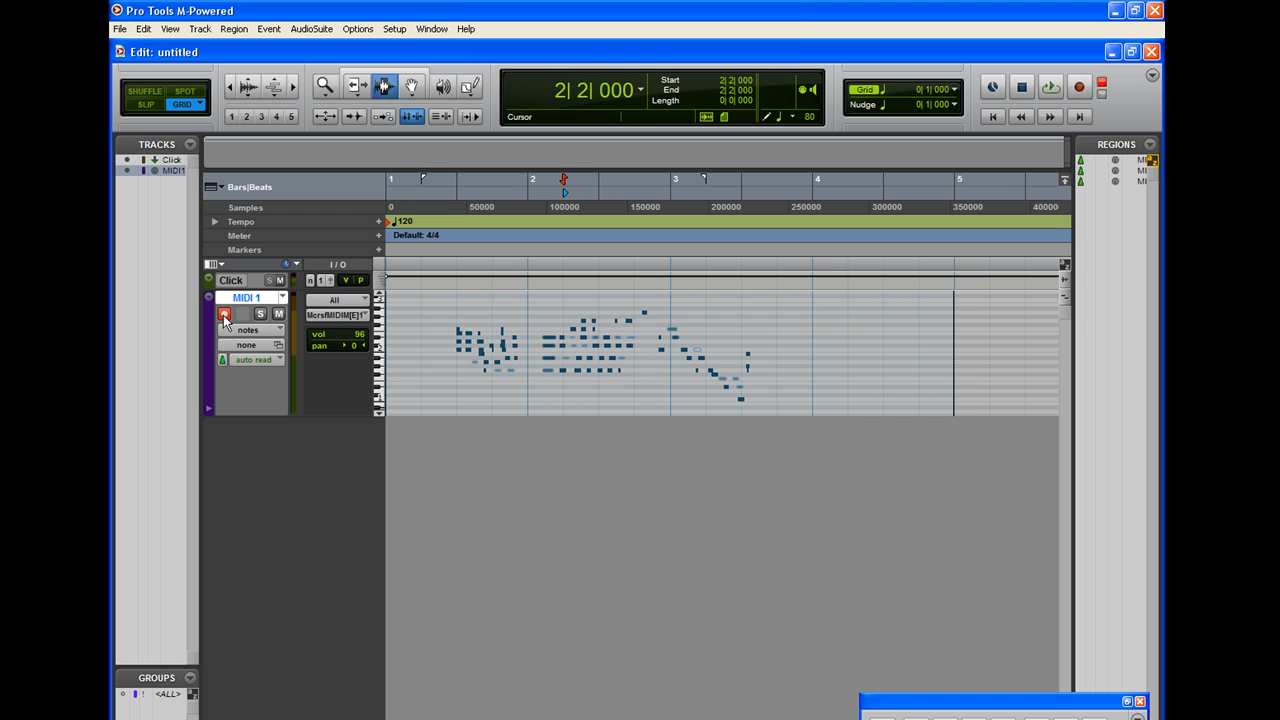 Pro Tools M-Powered
File Edit View Track Region Event AudioSuite Options Setup Window Help
Edit: untitled
SHUFFLE SPOT
SLIP GRID
1 2 3 4 5
2| 2| 000
Cursor
Start 2| 2| 000
End 2| 2| 000
Length 0| 0| 000
80
Grid 0| 1| 000
Nudge 0| 1| 000
TRACKS
Click
MIDI1
Bars|Beats 1 2 3 4 5
Samples 0 50000 100000 150000 200000 250000 300000 350000 40000
Tempo 120
Meter Default: 4/4
Markers
I / O
Click S M n 1 V P
MIDI 1 All
S M McrsfMIDIM[E]1
notes vol 96
none pan 0
auto read
REGIONS
MI
MI
MI
GROUPS
! <ALL>